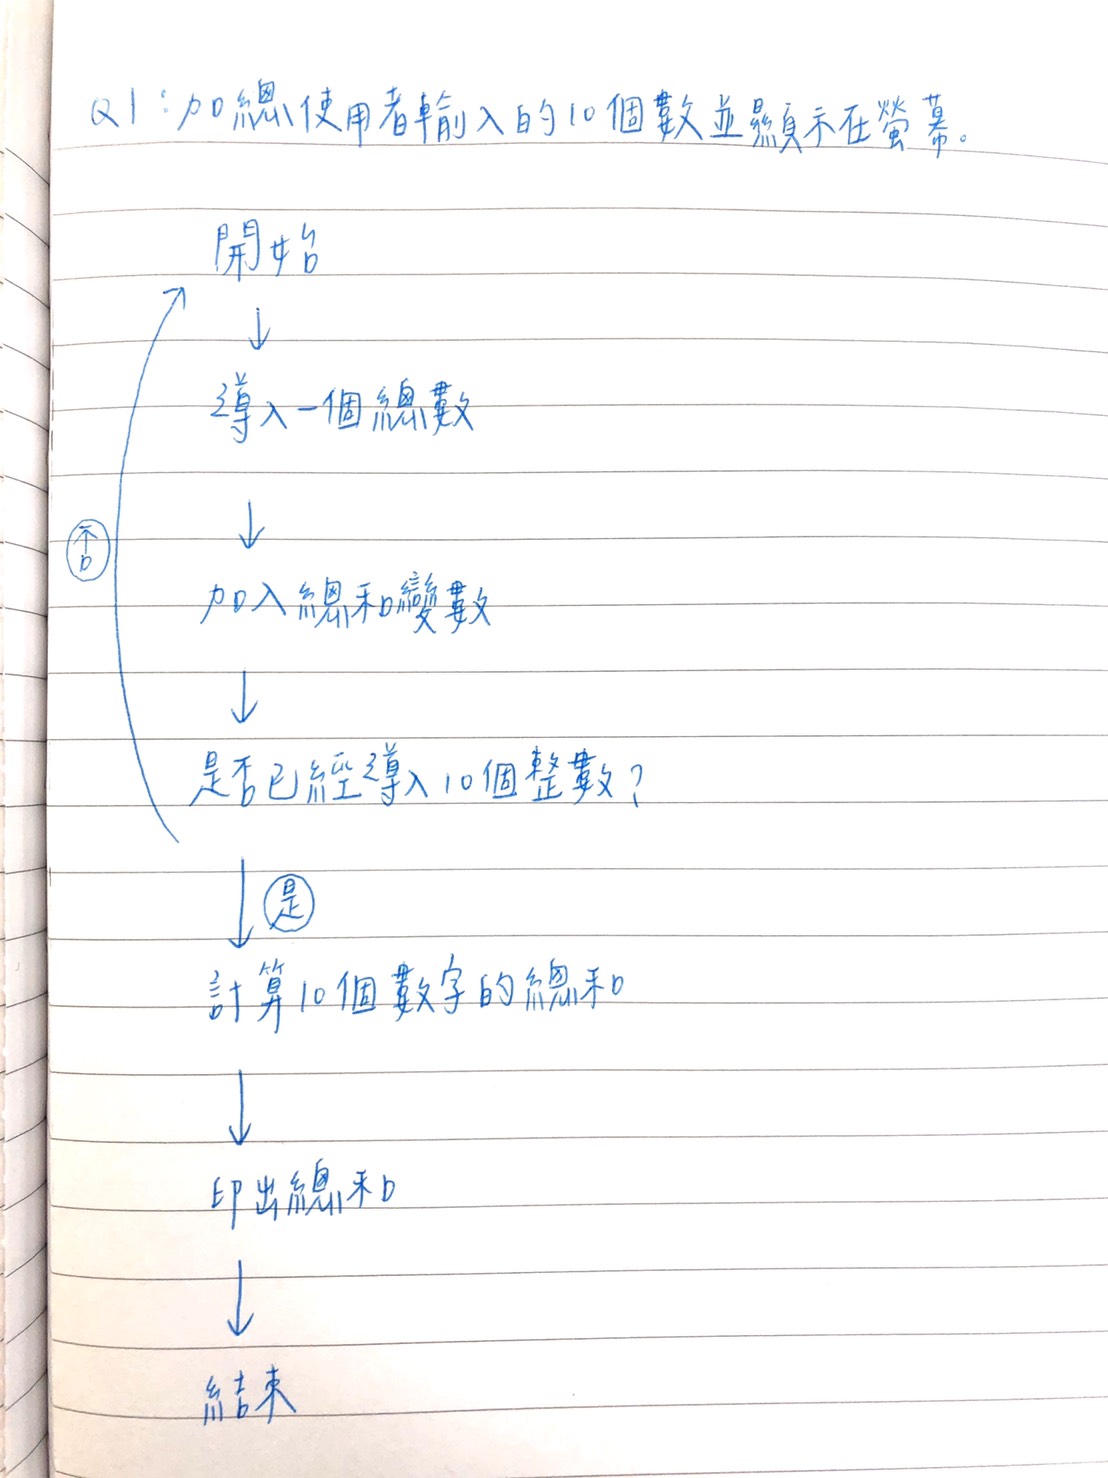 Q1:加總使用者輸入的10個數並顯示在螢幕。
開始
↓
導入一個總數
↓
加入總和變數
↓
否
是否已經導入10個整數?
↓ 是
計算10個數字的總和
↓
印出總和
↓
結束